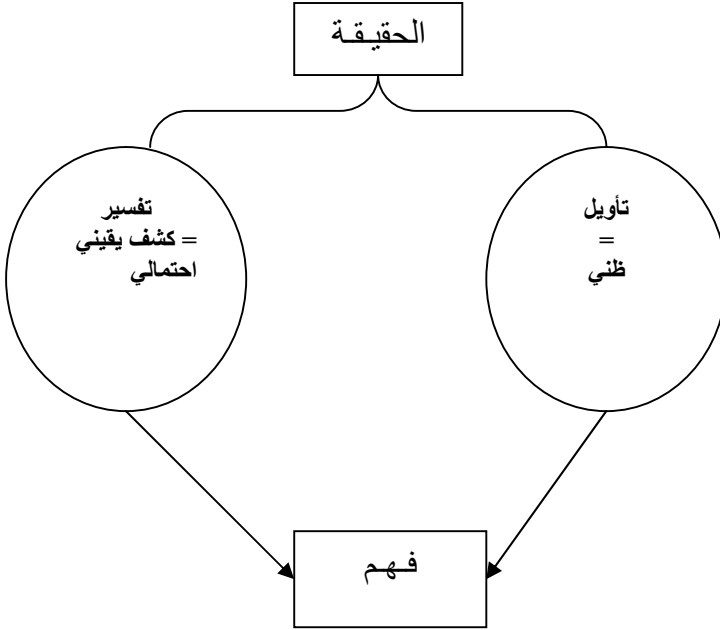 الحقيقة
تأويل
=
ظني
تفسير
= كشف يقيني
احتمالي
فهم